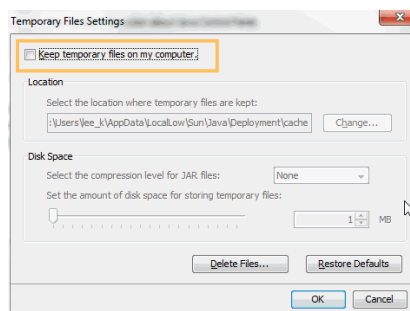 Temporary Files Settings
Keep temporary files on my computer.
Location
Select the location where temporary files are kept:
:\Users\lee_k\AppData\LocalLow\Sun\Java\Deployment\cache
Change...
Disk Space
Select the compression level for JAR files:
None
Set the amount of disk space for storing temporary files:
1 MB
Delete Files...
Restore Defaults
OK
Cancel